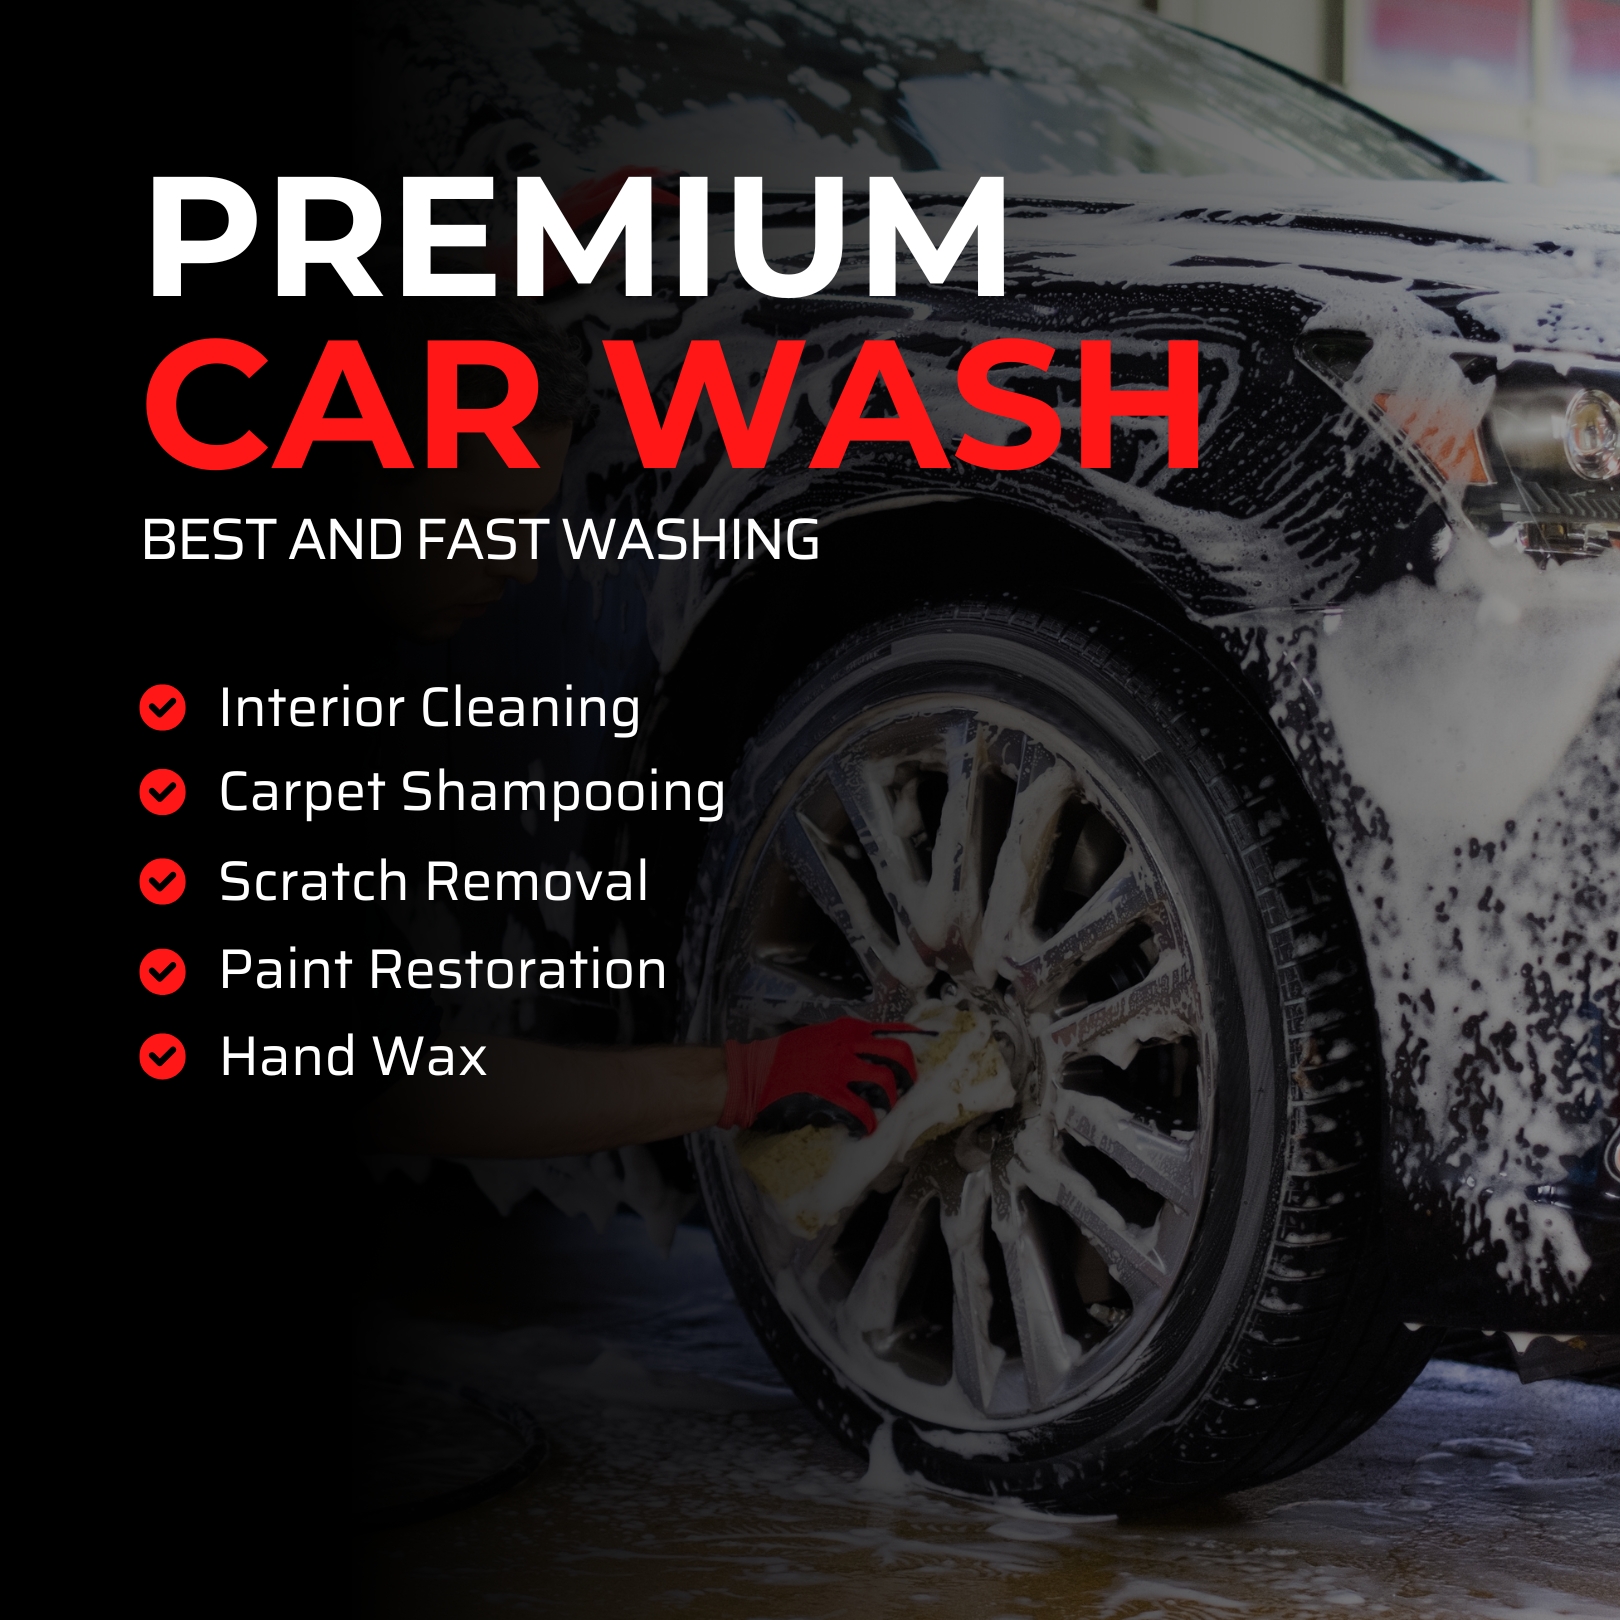 PREMIUM
CAR WASH
BEST AND FAST WASHING
Interior Cleaning
Carpet Shampooing
Scratch Removal
Paint Restoration
Hand Wax